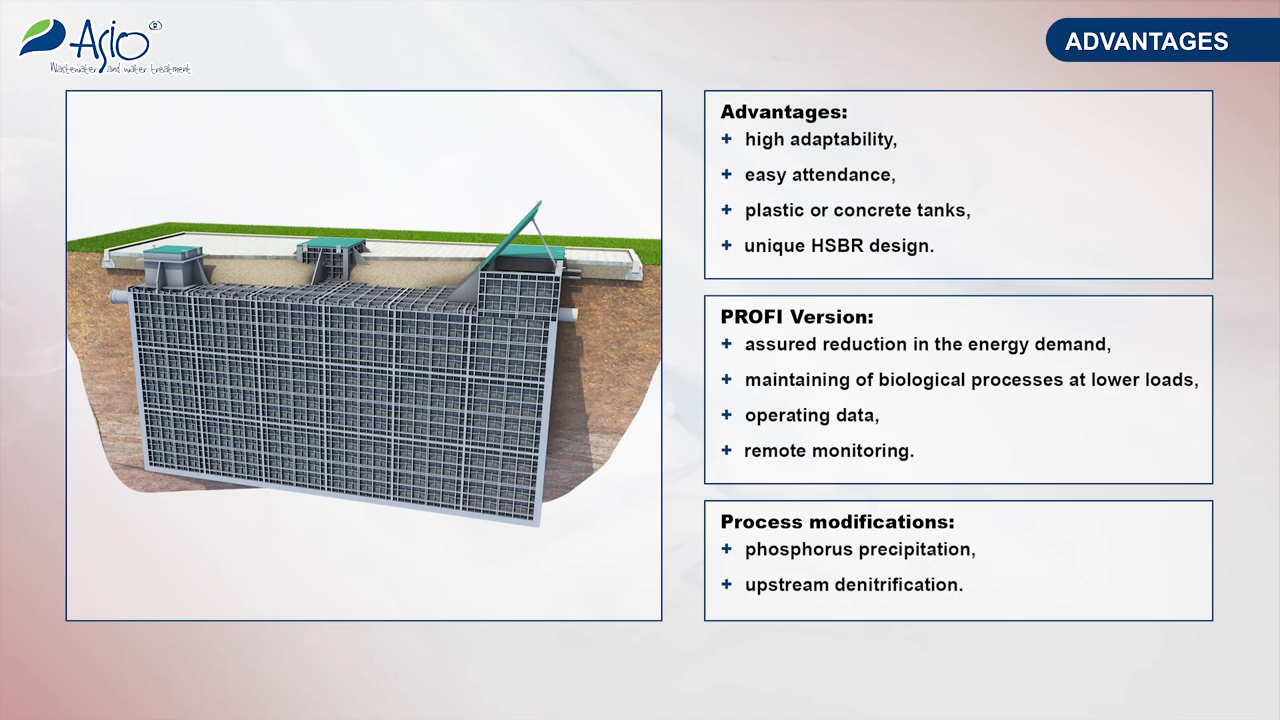 Asio®
Wastewater and water treatment
ADVANTAGES
Advantages:
+ high adaptability,
+ easy attendance,
+ plastic or concrete tanks,
+ unique HSBR design.
PROFI Version:
+ assured reduction in the energy demand,
+ maintaining of biological processes at lower loads,
+ operating data,
+ remote monitoring.
Process modifications:
+ phosphorus precipitation,
+ upstream denitrification.